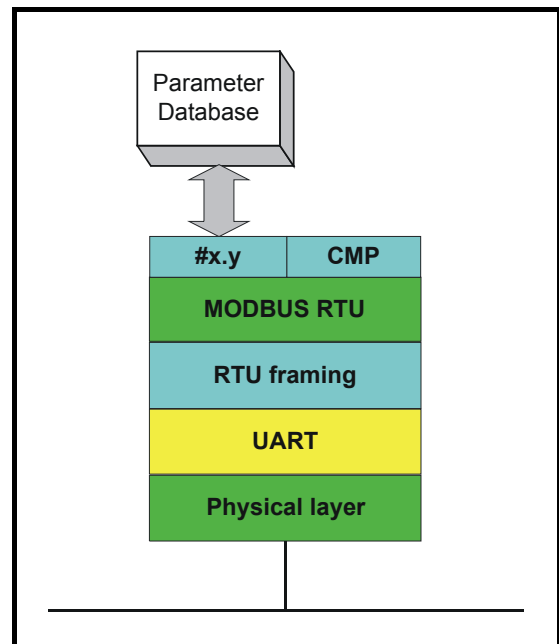 Parameter
Database
#x.y CMP
MODBUS RTU
RTU framing
UART
Physical layer